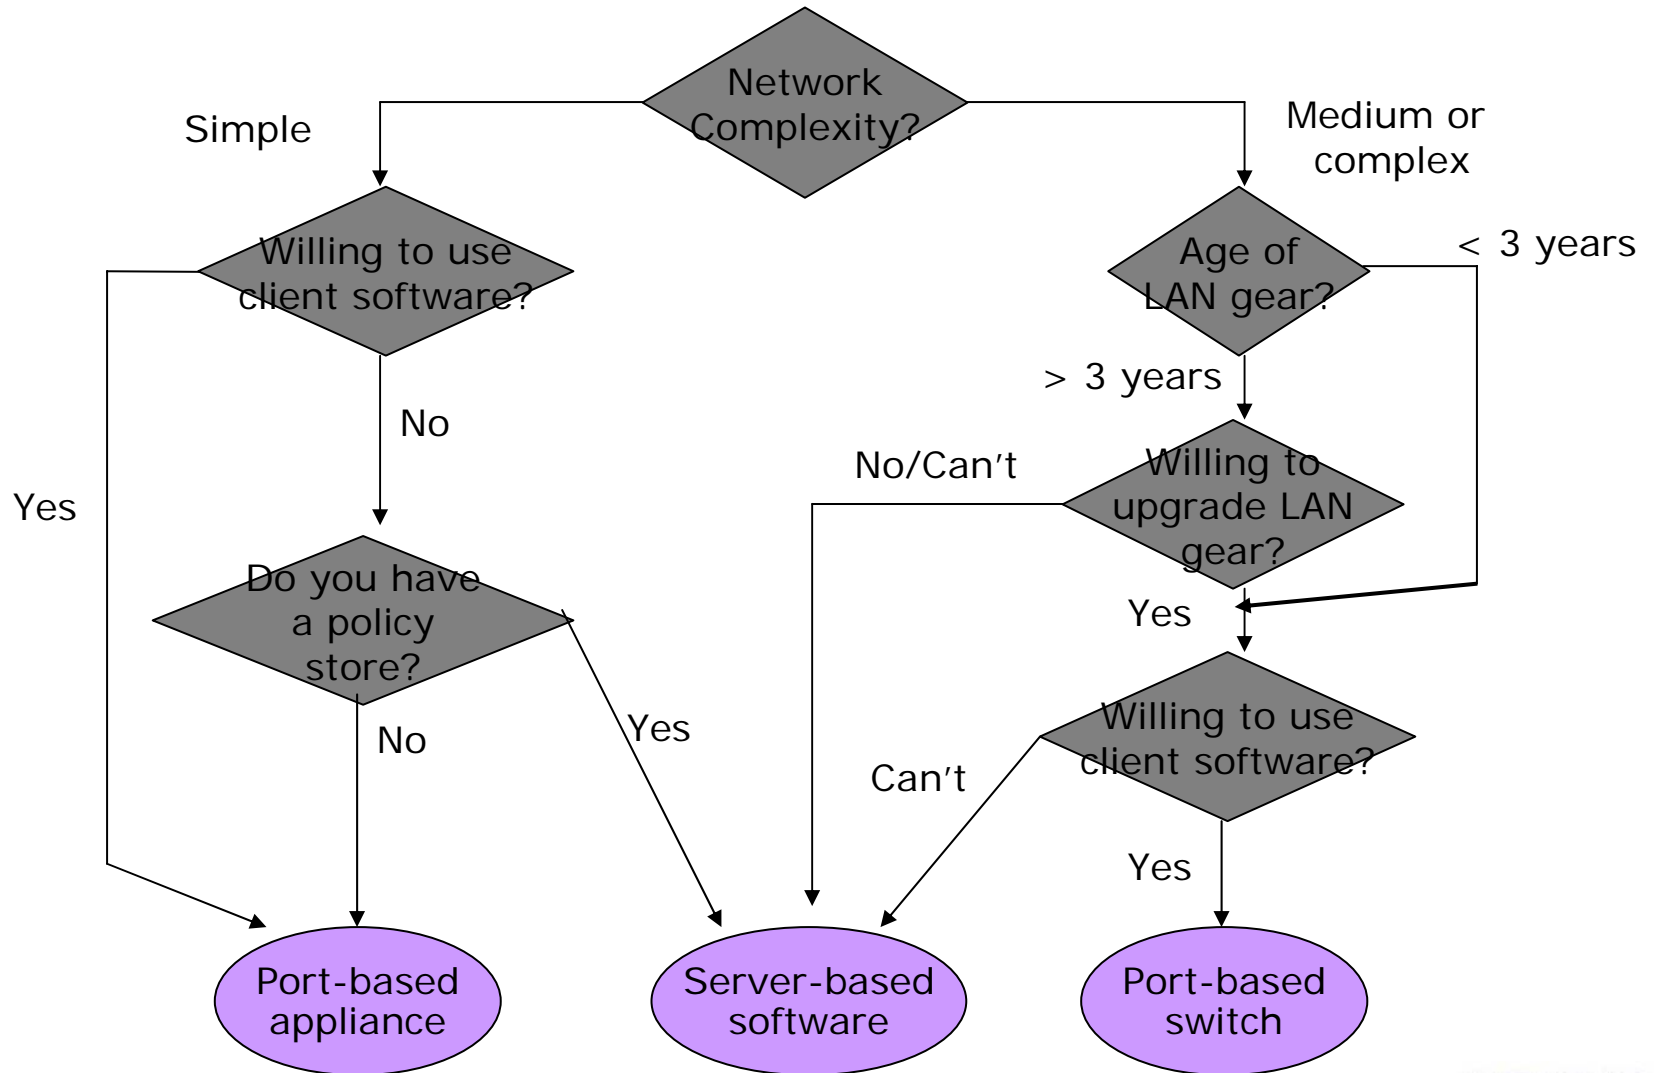 Network
Complexity?
Simple
Medium or
complex
Willing to use
client software?
Age of
LAN gear?
< 3 years
> 3 years
No
No/Can't
Willing to
upgrade LAN
gear?
Yes
Do you have
a policy
store?
Yes
No
Yes
Willing to use
client software?
Can't
Yes
Port-based
appliance
Server-based
software
Port-based
switch